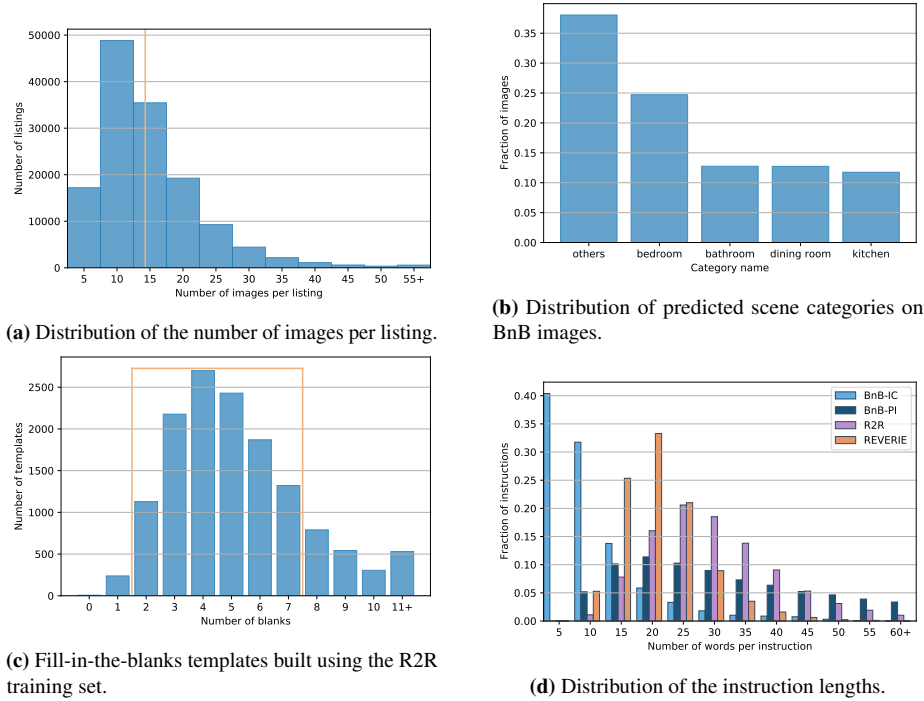 50000
40000
30000
20000
10000
0
Number of listings
5 10 15 20 25 30 35 40 45 50 55+
Number of images per listing
(a) Distribution of the number of images per listing.
0.35
0.30
0.25
0.20
0.15
0.10
0.05
0.00
Fraction of images
others bedroom bathroom dining room kitchen
Category name
(b) Distribution of predicted scene categories on
BnB images.
2500
2000
1500
1000
500
0
Number of templates
0 1 2 3 4 5 6 7 8 9 10 11+
Number of blanks
(c) Fill-in-the-blanks templates built using the R2R
training set.
0.40
0.35
0.30
0.25
0.20
0.15
0.10
0.05
0.00
Fraction of instructions
BnB-IC
BnB-PI
R2R
REVERIE
5 10 15 20 25 30 35 40 45 50 55 60+
Number of words per instruction
(d) Distribution of the instruction lengths.